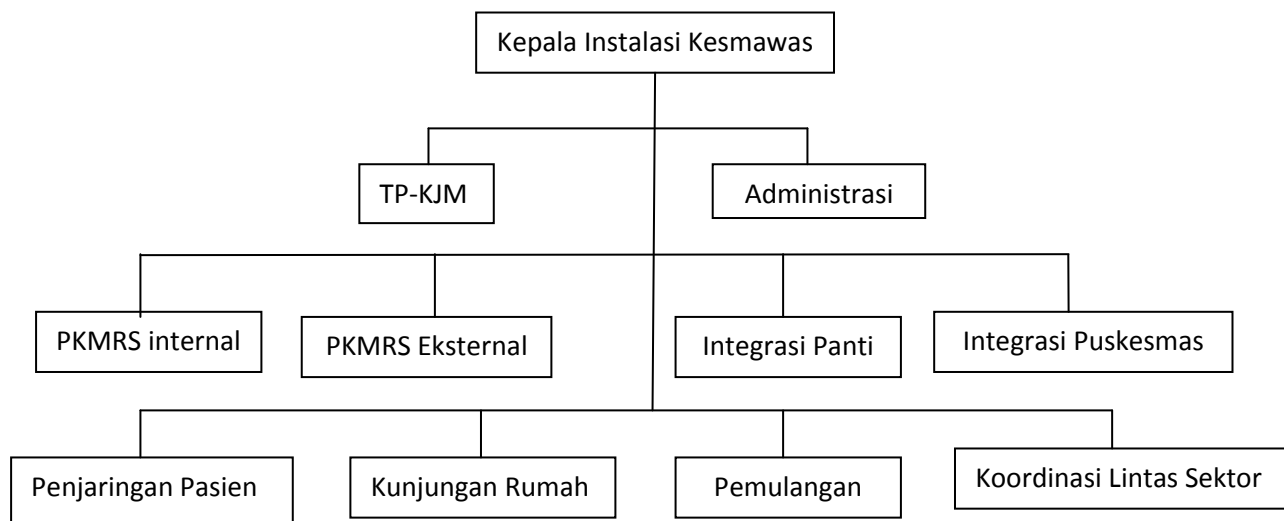 Kepala Instalasi Kesmawas
TP-KJM
Administrasi
PKMRS internal
PKMRS Eksternal
Integrasi Panti
Integrasi Puskesmas
Penjaringan Pasien
Kunjungan Rumah
Pemulangan
Koordinasi Lintas Sektor